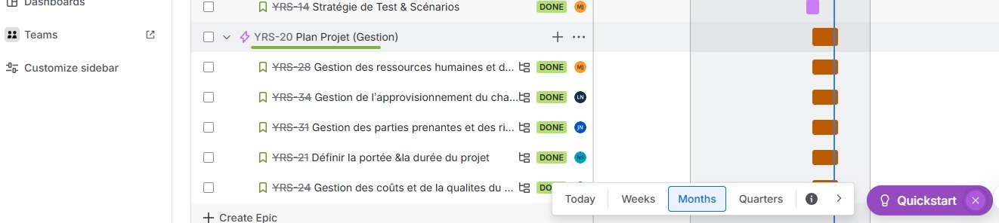 Dashboards
Teams
Customize sidebar
YRS-14 Stratégie de Test & Scénarios DONE MJ
YRS-20 Plan Projet (Gestion)
YRS-28 Gestion des ressources humaines et d... DONE MJ
YRS-34 Gestion de l'approvisionnement du cha... DONE LN
YRS-31 Gestion des parties prenantes et des ri... DONE JN
YRS-21 Définir la portée &la durée du projet DONE NS
YRS-24 Gestion des coûts et de la qualites du ... DO
Create Epic
Today Weeks Months Quarters
Quickstart